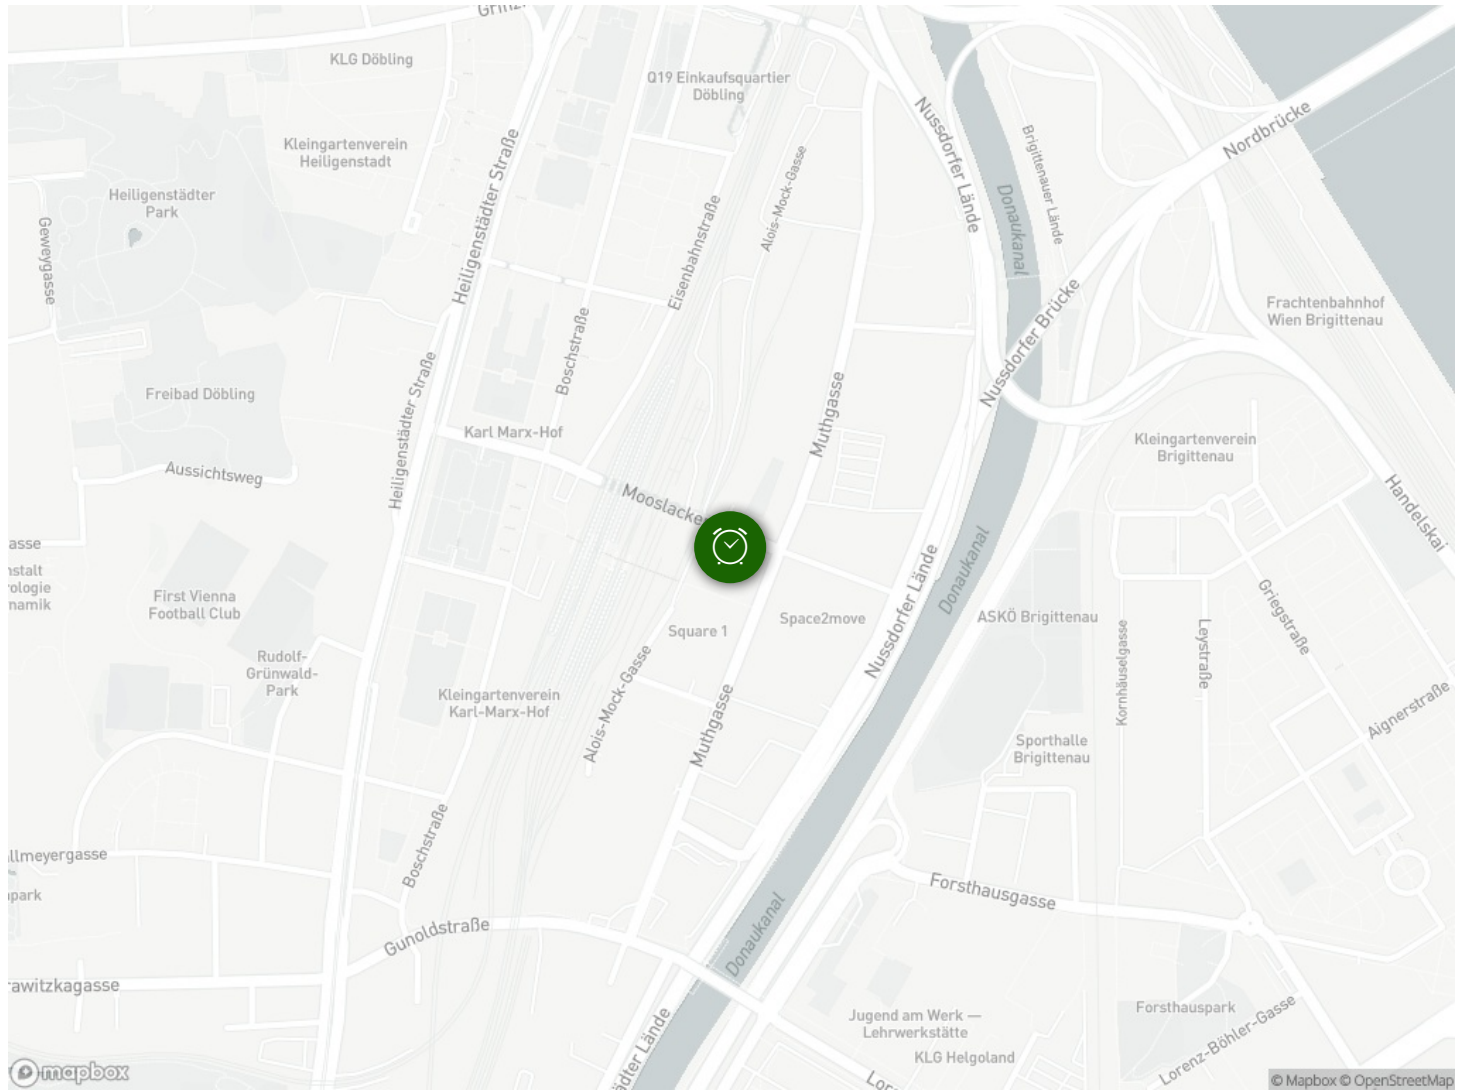 KLG Döbling
Q19 Einkaufsquartier
Döbling
Kleingartenverein
Heiligenstadt
Heiligenstädter
Park
Geweygasse
Heiligenstädter Straße
Eisenbahnstraße
Alois-Mock-Gasse
Nussdorfer Lände
Donaukanal
Brigittenauer Lände
Nordbrücke
Nussdorfer Brücke
Frachtenbahnhof
Wien Brigittenau
Boschstraße
Heiligenstädter Straße
Freibad Döbling
Karl Marx-Hof
Muthgasse
Aussichtsweg
Kleingartenverein
Brigittenau
Handelskai
Mooslacke
asse
nstalt
ologie
namik
First Vienna
Football Club
Rudolf-
Grünwald-
Park
Square 1
Space2move
Nussdorfer Lände
Donaukanal
ASKÖ Brigittenau
Kornhäuselgasse
Leystraße
Griegstraße
Aignerstraße
Kleingartenverein
Karl-Marx-Hof
Alois-Mock-Gasse
Muthgasse
Sporthalle
Brigittenau
Boschstraße
llmeyergasse
park
Gunoldstraße
Forsthausgasse
Donaukanal
rawitzkagasse
Jugend am Werk —
Lehrwerkstätte
KLG Helgoland
Forsthauspark
Lorenz-Böhler-Gasse
dter Lände
Lor
mapbox
© Mapbox © OpenStreetMap